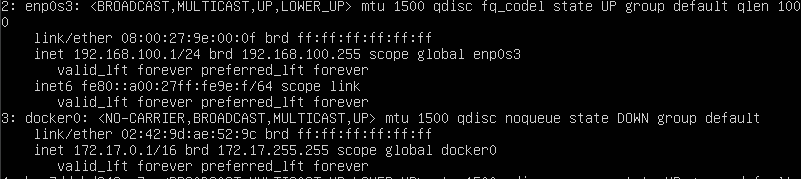 2: enp0s3: <BROADCAST,MULTICAST,UP,LOWER_UP> mtu 1500 qdisc fq_codel state UP group default qlen 100
0
link/ether 08:00:27:9e:00:0f brd ff:ff:ff:ff:ff:ff
inet 192.168.100.1/24 brd 192.168.100.255 scope global enp0s3
valid_lft forever preferred_lft forever
inet6 fe80::a00:27ff:fe9e:f/64 scope link
valid_lft forever preferred_lft forever
3: docker0: <NO-CARRIER,BROADCAST,MULTICAST,UP> mtu 1500 qdisc noqueue state DOWN group default
link/ether 02:42:9d:ae:52:9c brd ff:ff:ff:ff:ff:ff
inet 172.17.0.1/16 brd 172.17.255.255 scope global docker0
valid_lft forever preferred_lft forever